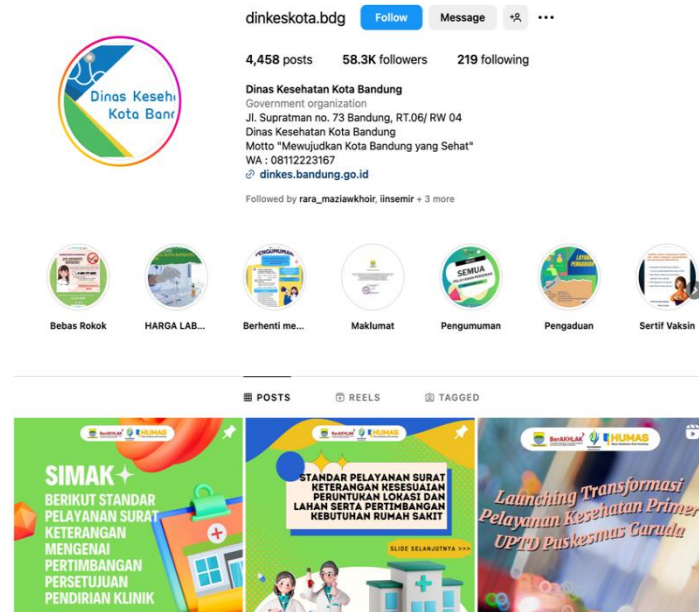 dinkeskota.bdg Follow Message
4,458 posts 58.3K followers 219 following
Dinas Kesehatan Kota Bandung
Government organization
Jl. Supratman no. 73 Bandung, RT.06/ RW 04
Dinas Kesehatan Kota Bandung
Motto "Mewujudkan Kota Bandung yang Sehat"
WA : 08112223167
dinkes.bandung.go.id
Followed by rara_maziawkhoir, iinsemir + 3 more
Dinas Keseh
Kota Band
PENGUMUMAN
SEMUA
Bebas Rokok
HARGA LAB...
Berhenti me...
Maklumat
Pengumuman
Pengaduan
Sertif Vaksin
POSTS REELS TAGGED
BerAKHLAK HUMAS
SIMAK
BERIKUT STANDAR
PELAYANAN SURAT
KETERANGAN
MENGENAI
PERTIMBANGAN
PERSETUJUAN
PENDIRIAN KLINIK
BerAKHLAK HUMAS
STANDAR PELAYANAN SURAT
KETERANGAN KESESUAIAN
PERUNTUKAN LOKASI DAN
LAHAN SERTA PERTIMBANGAN
KEBUTUHAN RUMAH SAKIT
SLIDE SELANJUTNYA >>>
BerAKHLAK HUMAS
Launching Transformasi
Pelayanan Kesehatan Primer
UPTD Puskesmas Garuda